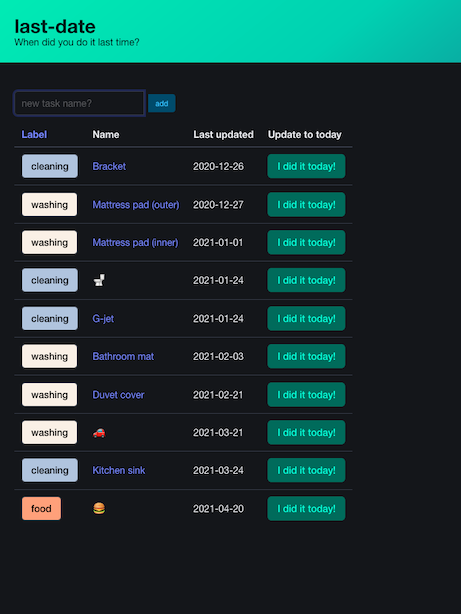 last-date
When did you do it last time?
new task name? add
Label Name Last updated Update to today
cleaning Bracket 2020-12-26 I did it today!
washing Mattress pad (outer) 2020-12-27 I did it today!
washing Mattress pad (inner) 2021-01-01 I did it today!
cleaning 🚽 2021-01-24 I did it today!
cleaning G-jet 2021-01-24 I did it today!
washing Bathroom mat 2021-02-03 I did it today!
washing Duvet cover 2021-02-21 I did it today!
washing 🚗 2021-03-21 I did it today!
cleaning Kitchen sink 2021-03-24 I did it today!
food 🍔 2021-04-20 I did it today!